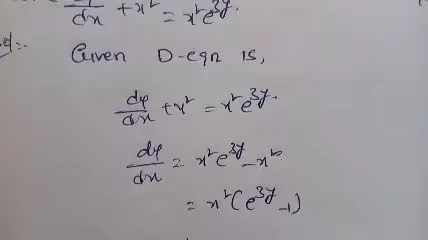 dy/dx + x² = x²e^3y.
Given D-eqn is,
dy/dx + x² = x²e^3y.
dy/dx = x²e^3y - x²
= x²(e^3y - 1)